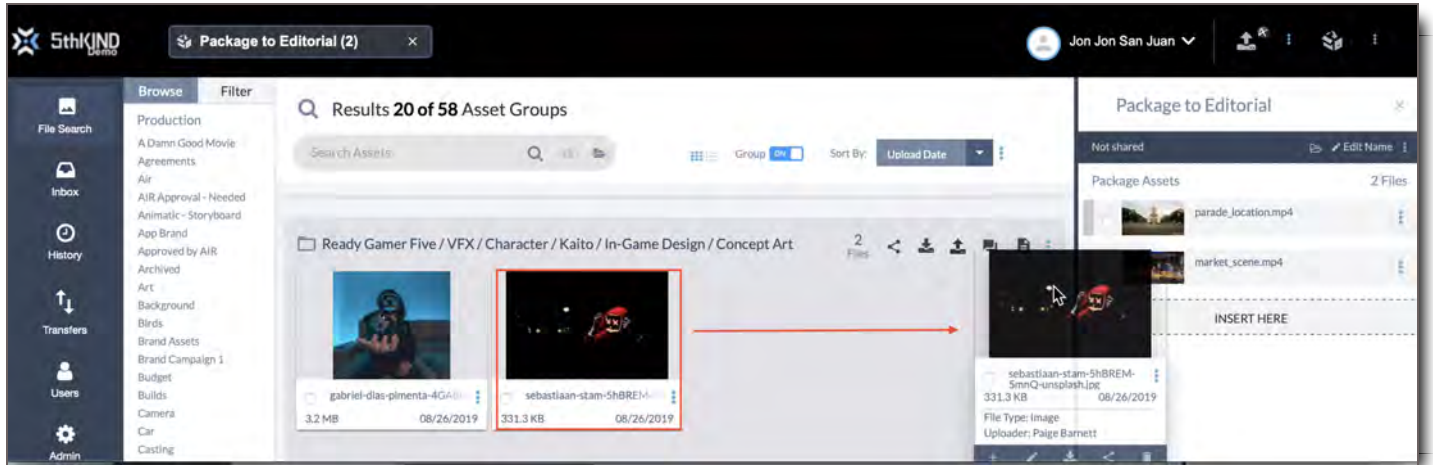 5thKIND
Demo
Package to Editorial (2) ×
Jon Jon San Juan
File Search
Inbox
History
Transfers
Users
Admin
Browse Filter
Production
A Damn Good Movie
Agreements
Air
AIR Approval - Needed
Animatic - Storyboard
App Brand
Approved by AIR
Archived
Art
Background
Birds
Brand Assets
Brand Campaign 1
Budget
Builds
Camera
Car
Casting
Results 20 of 58 Asset Groups
Search Assets
Group ON
Sort By: Upload Date
Ready Gamer Five / VFX / Character / Kaito / In-Game Design / Concept Art
2
Files
gabriel-dias-pimenta-4GA
3.2 MB 08/26/2019
sebastiaan-stam-5hBREM-
331.3 KB 08/26/2019
sebastiaan-stam-5hBREM-
SmnQ-unsplash.jpg
331.3 KB 08/26/2019
File Type: Image
Uploader: Paige Barnett
Package to Editorial ×
Not shared Edit Name
Package Assets 2 Files
parade_location.mp4
market_scene.mp4
INSERT HERE